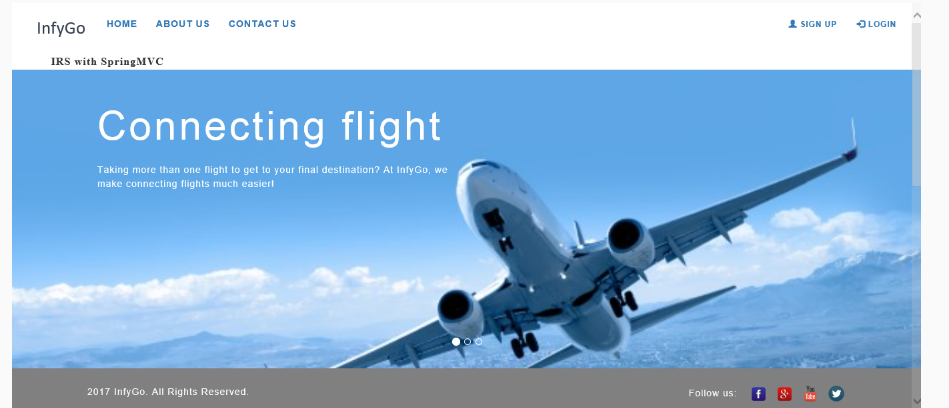 InfyGo HOME ABOUT US CONTACT US SIGN UP LOGIN
IRS with SpringMVC
Connecting flight
Taking more than one flight to get to your final destination? At InfyGo, we
make connecting flights much easier!
2017 InfyGo. All Rights Reserved. Follow us: f g+ You Tube